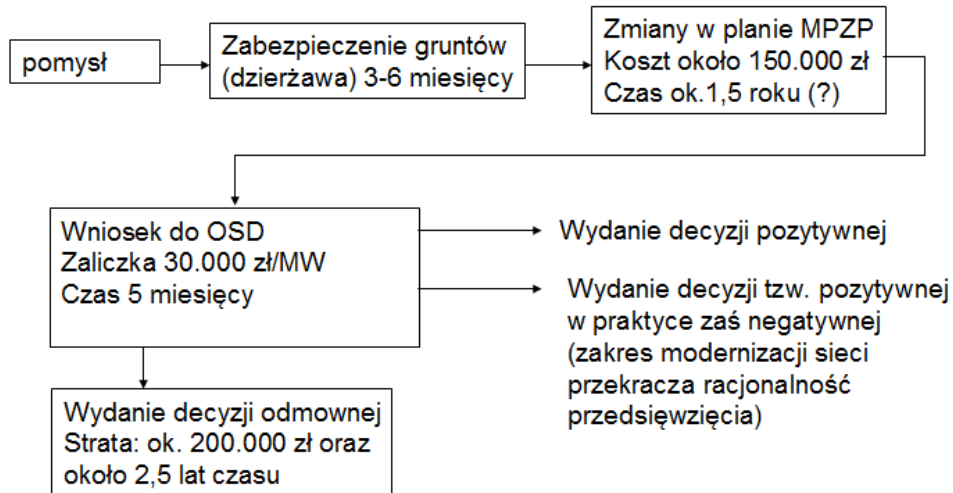 pomysł
Zabezpieczenie gruntów
(dzierżawa) 3-6 miesięcy
Zmiany w planie MPZP
Koszt około 150.000 zł
Czas ok.1,5 roku (?)
Wniosek do OSD
Zaliczka 30.000 zł/MW
Czas 5 miesięcy
Wydanie decyzji pozytywnej
Wydanie decyzji tzw. pozytywnej
w praktyce zaś negatywnej
(zakres modernizacji sieci
przekracza racjonalność
przedsięwzięcia)
Wydanie decyzji odmownej
Strata: ok. 200.000 zł oraz
około 2,5 lat czasu